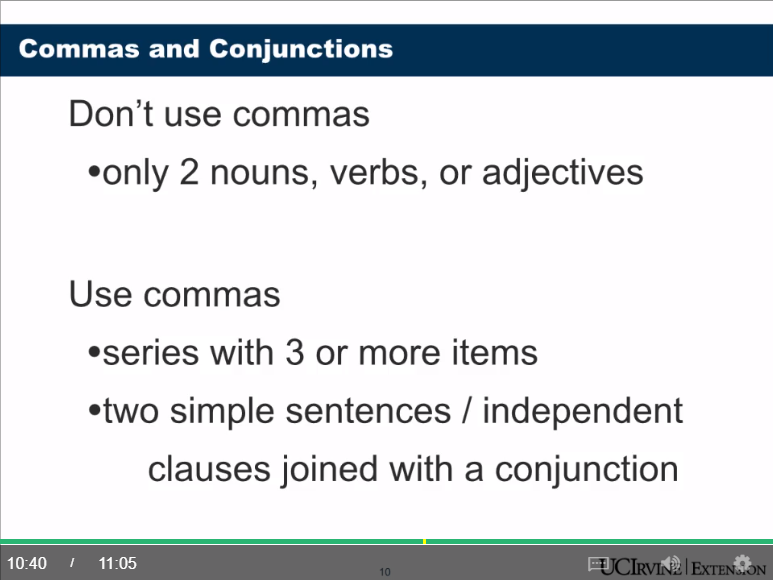 Commas and Conjunctions
Don't use commas
•only 2 nouns, verbs, or adjectives
Use commas
•series with 3 or more items
•two simple sentences / independent
clauses joined with a conjunction
10:40 / 11:05
10
UCIRVINE | EXTENSION